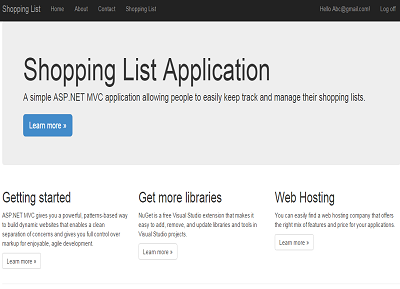 Shopping List Home About Contact Shopping List Hello Abc@gmail.com! Log off
Shopping List Application
A simple ASP.NET MVC application allowing people to easily keep track and manage their shopping lists.
Learn more »
Getting started
ASP.NET MVC gives you a powerful, patterns-based way
to build dynamic websites that enables a clean
separation of concerns and gives you full control over
markup for enjoyable, agile development.
Learn more »
Get more libraries
NuGet is a free Visual Studio extension that makes it
easy to add, remove, and update libraries and tools in
Visual Studio projects.
Learn more »
Web Hosting
You can easily find a web hosting company that offers
the right mix of features and price for your applications.
Learn more »